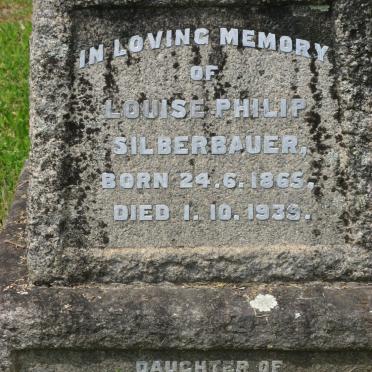 IN LOVING MEMORY
OF
LOUISE PHILIP
SILBERBAUER,
BORN 24.6.1865,
DIED 1.10.1939.
DAUGHTER OF